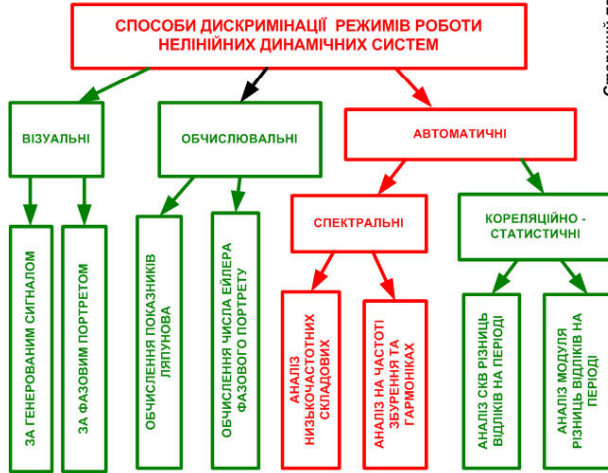 СПОСОБИ ДИСКРИМІНАЦІЇ РЕЖИМІВ РОБОТИ
НЕЛІНІЙНИХ ДИНАМІЧНИХ СИСТЕМ
ВІЗУАЛЬНІ
ОБЧИСЛЮВАЛЬНІ
АВТОМАТИЧНІ
СПЕКТРАЛЬНІ
КОРЕЛЯЦІЙНО -
СТАТИСТИЧНІ
ЗА ГЕНЕРОВАНИМ СИГНАЛОМ
ЗА ФАЗОВИМ ПОРТРЕТОМ
ОБЧИСЛЕННЯ ПОКАЗНИКІВ
ЛЯПУНОВА
ОБЧИСЛЕННЯ ЧИСЛА ЕЙЛЕРА
ФАЗОВОГО ПОРТРЕТУ
АНАЛІЗ
НИЗЬКОЧАСТОТНИХ
СКЛАДОВИХ
АНАЛІЗ НА ЧАСТОТІ
ЗБУРЕННЯ ТА
ГАРМОНІКАХ
АНАЛІЗ СКВ РІЗНИЦЬ
ВІДЛІКІВ НА ПЕРІОДІ
АНАЛІЗ МОДУЛЯ
РІЗНИЦЬ ВІДЛІКІВ НА
ПЕРІОДІ